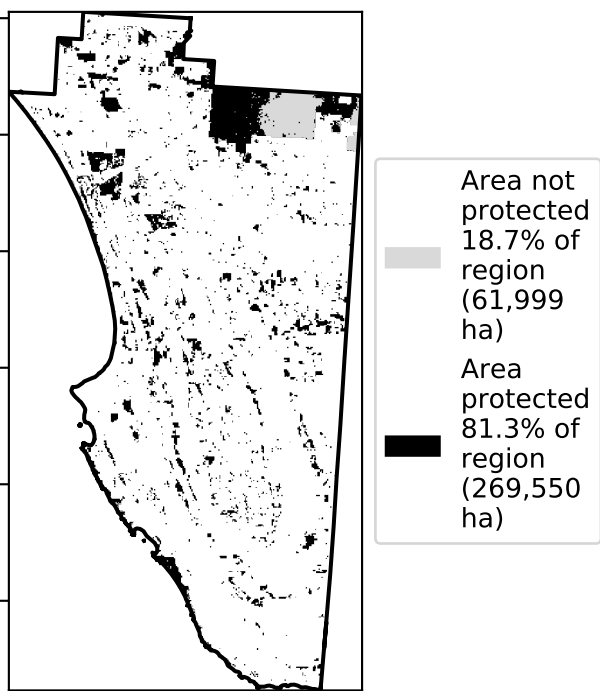 Area not
protected
18.7% of
region
(61,999
ha)
Area
protected
81.3% of
region
(269,550
ha)